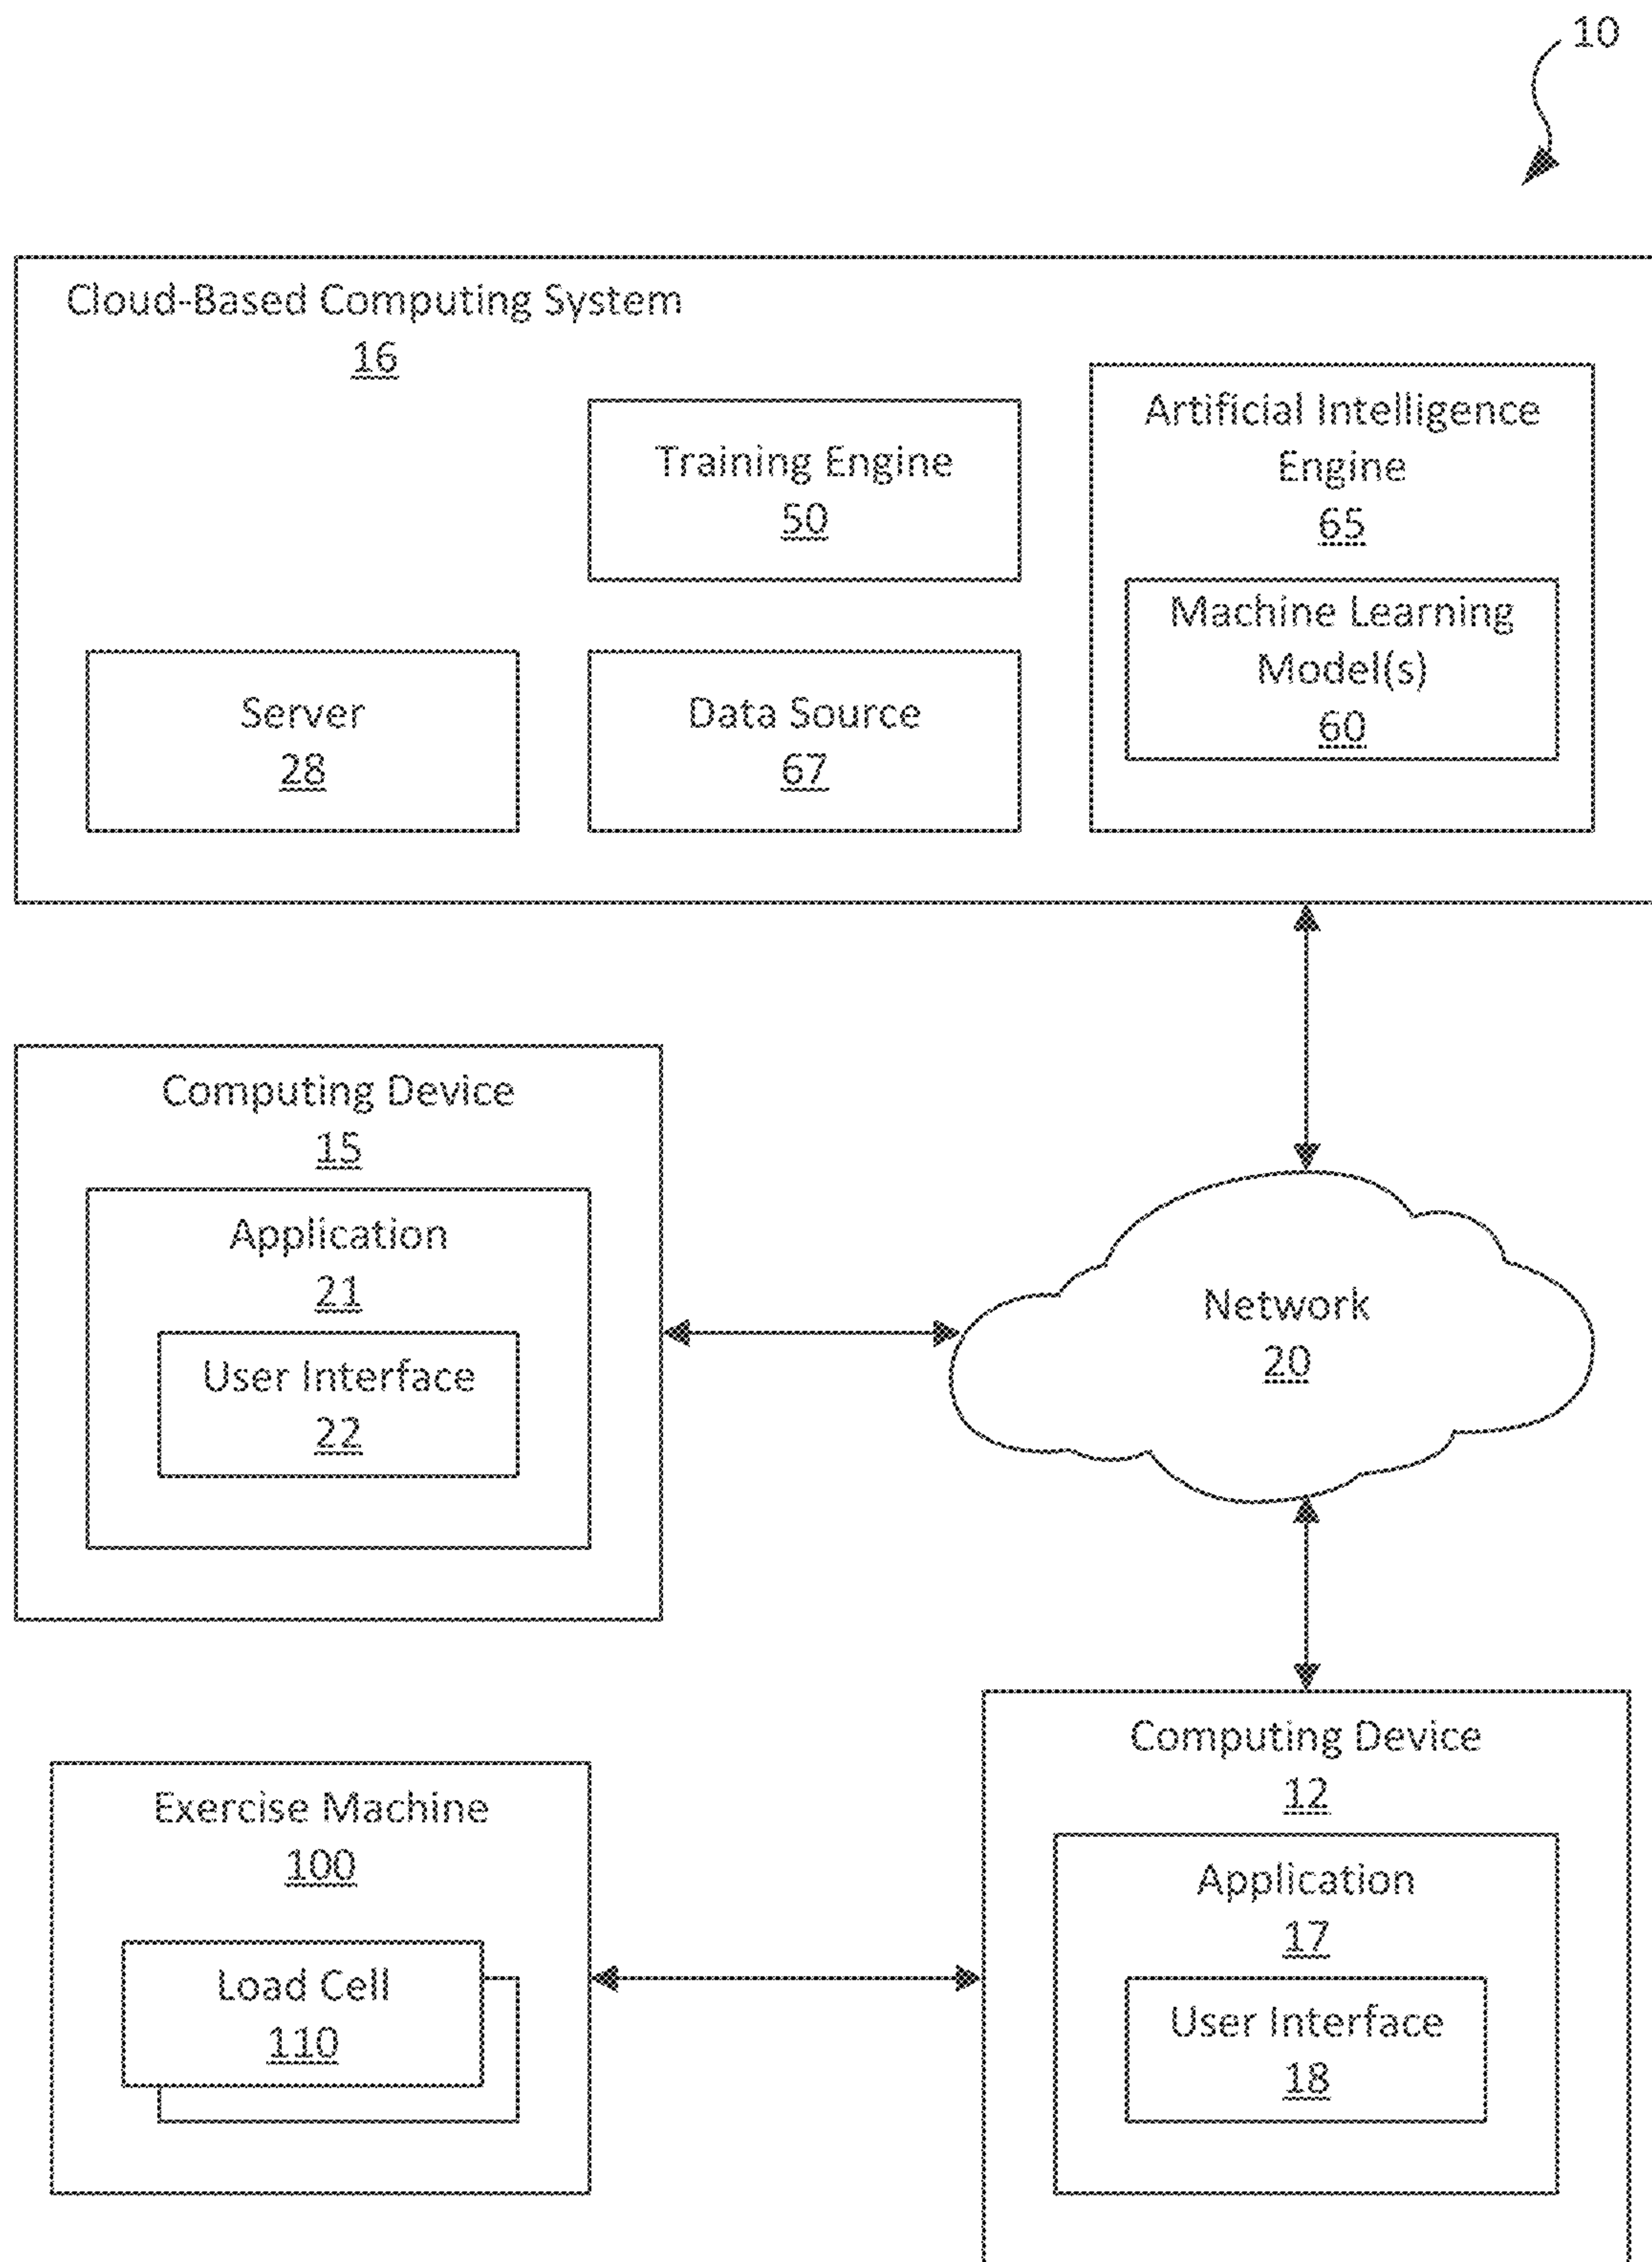 10
Cloud-Based Computing System
16
Training Engine
50
Artificial Intelligence
Engine
65
Machine Learning
Model(s)
60
Server
28
Data Source
67
Computing Device
15
Application
21
User Interface
22
Network
20
Computing Device
12
Application
17
User Interface
18
Exercise Machine
100
Load Cell
110